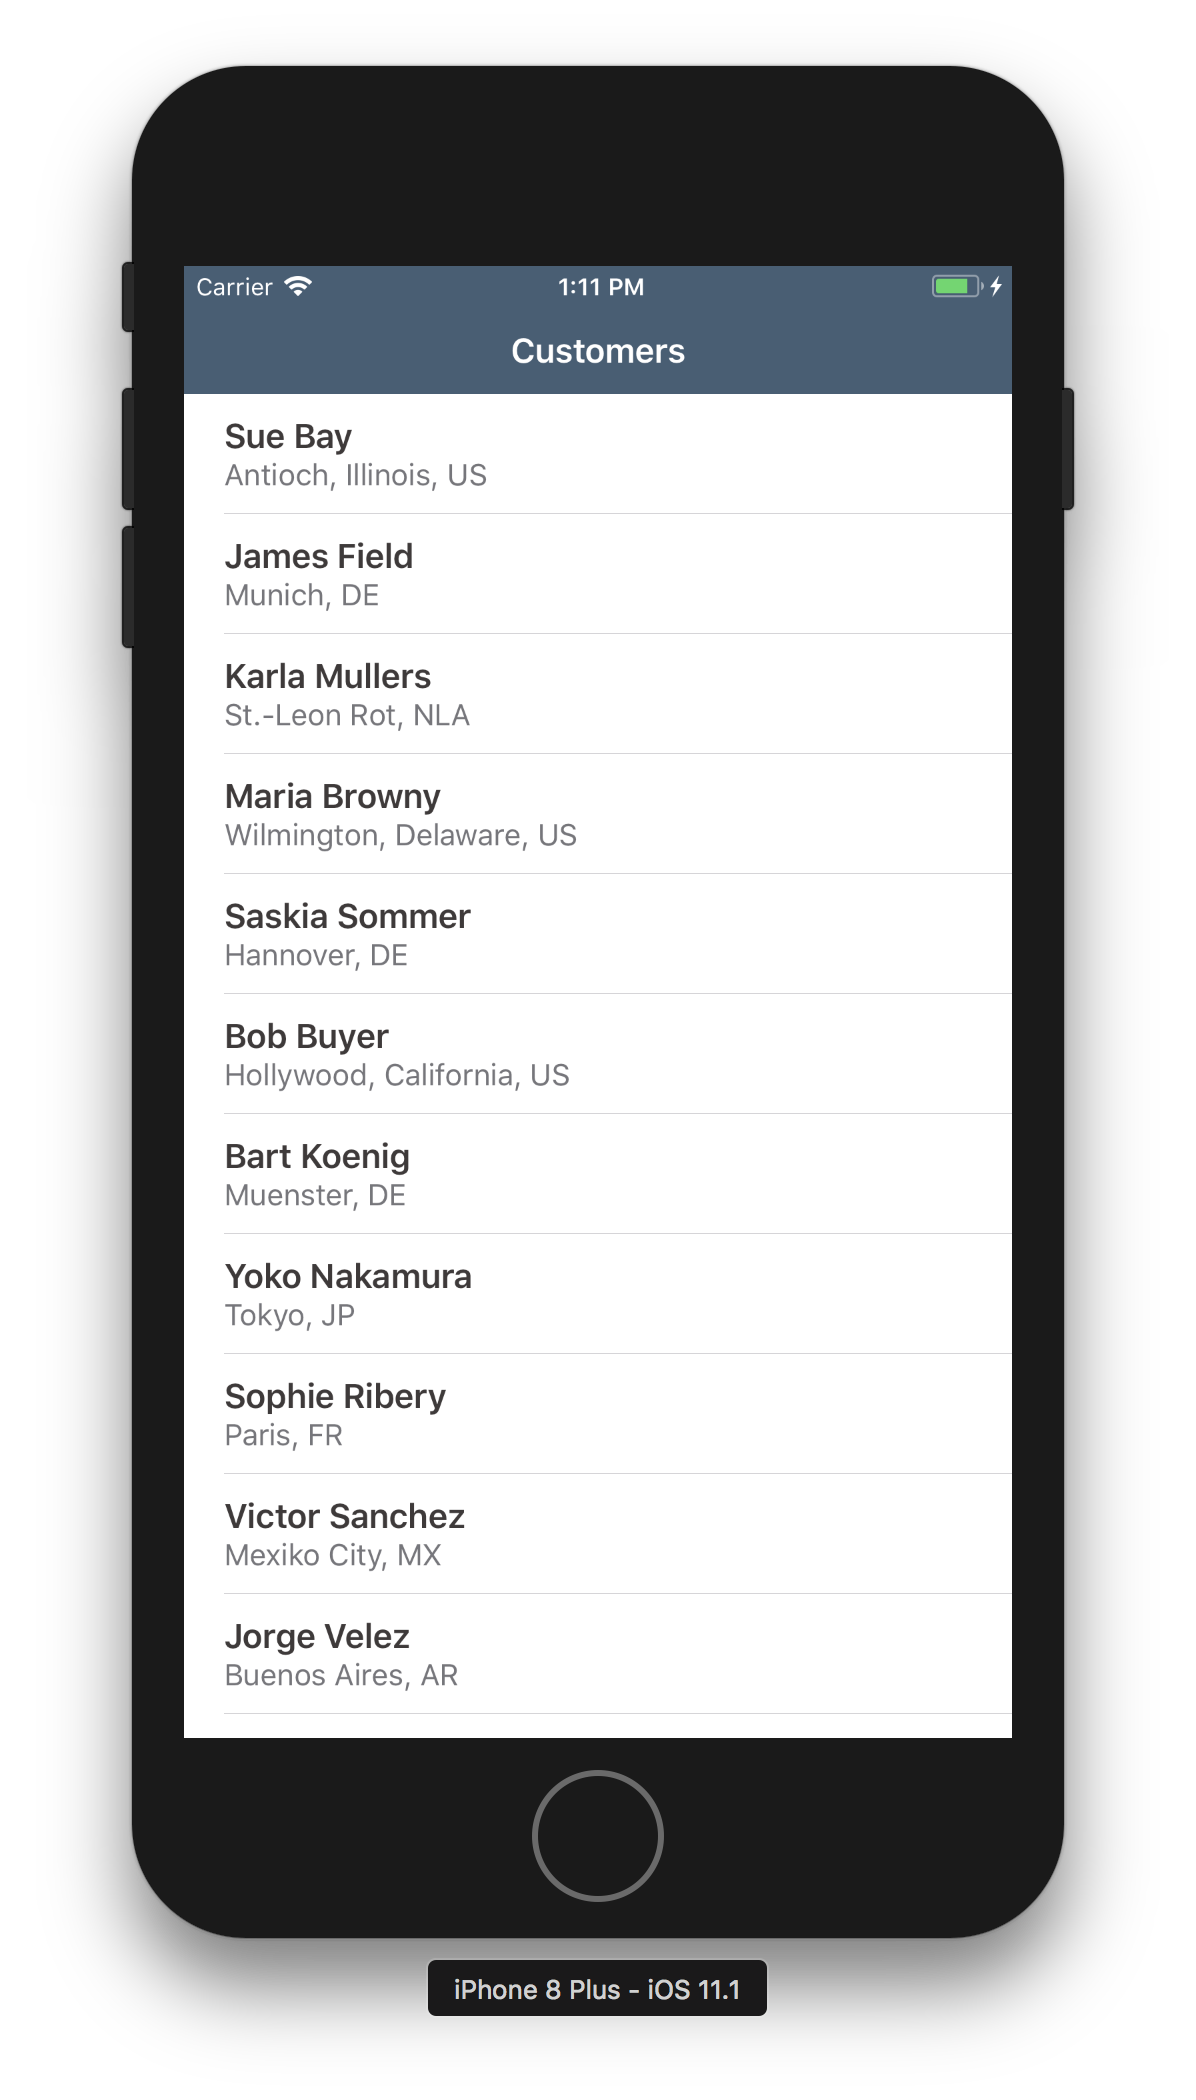 Carrier 1:11 PM
Customers
Sue Bay
Antioch, Illinois, US
James Field
Munich, DE
Karla Mullers
St.-Leon Rot, NLA
Maria Browny
Wilmington, Delaware, US
Saskia Sommer
Hannover, DE
Bob Buyer
Hollywood, California, US
Bart Koenig
Muenster, DE
Yoko Nakamura
Tokyo, JP
Sophie Ribery
Paris, FR
Victor Sanchez
Mexiko City, MX
Jorge Velez
Buenos Aires, AR
iPhone 8 Plus - iOS 11.1